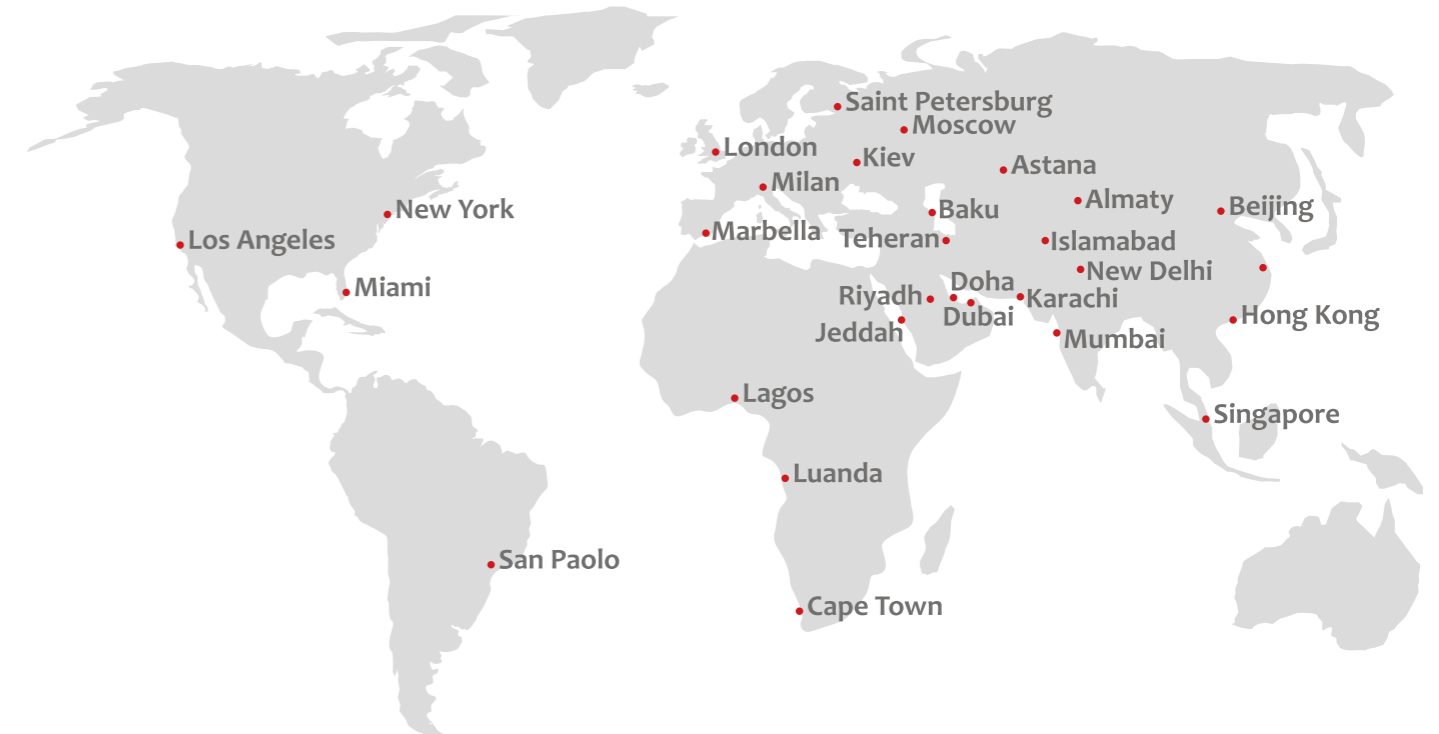 Saint Petersburg
Moscow
London
Kiev
Astana
Milan
Almaty
New York
Baku
Beijing
Los Angeles
Marbella
Teheran
Islamabad
New Delhi
Miami
Doha
Riyadh
Karachi
Dubai
Hong Kong
Jeddah
Mumbai
Lagos
Singapore
Luanda
San Paolo
Cape Town